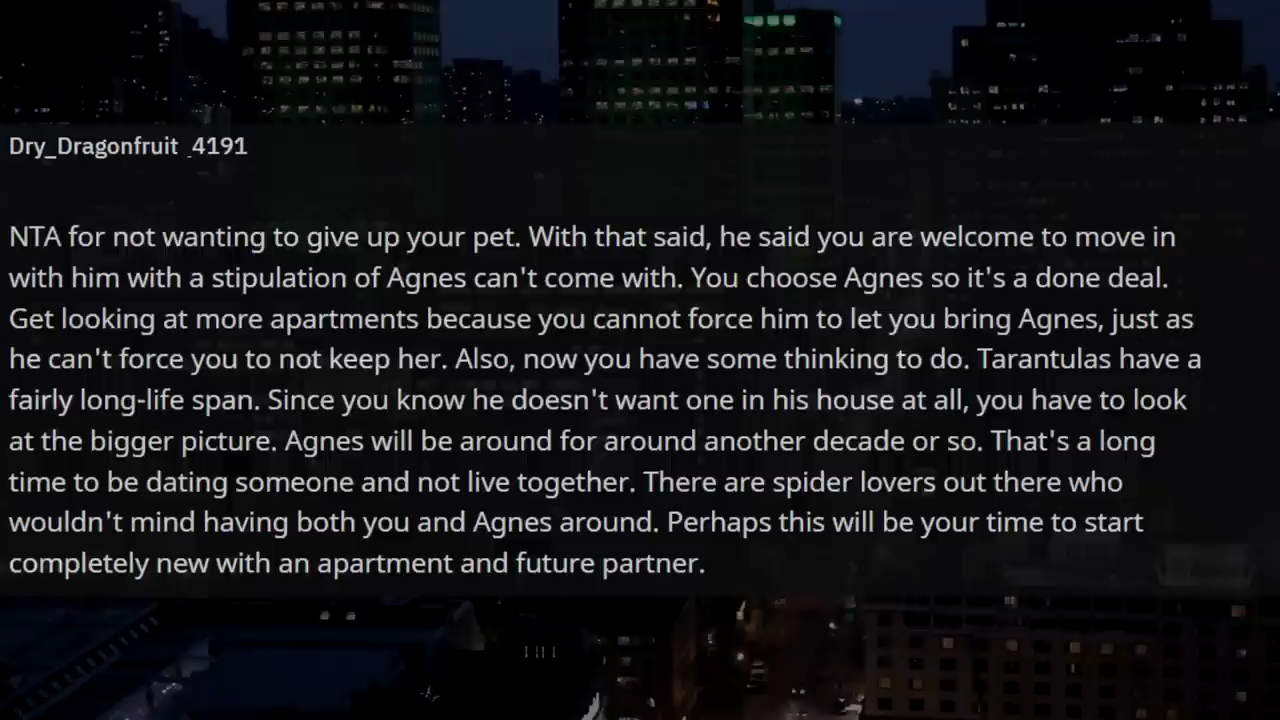 Dry_Dragonfruit_4191
NTA for not wanting to give up your pet. With that said, he said you are welcome to move in
with him with a stipulation of Agnes can't come with. You choose Agnes so it's a done deal.
Get looking at more apartments because you cannot force him to let you bring Agnes, just as
he can't force you to not keep her. Also, now you have some thinking to do. Tarantulas have a
fairly long-life span. Since you know he doesn't want one in his house at all, you have to look
at the bigger picture. Agnes will be around for around another decade or so. That's a long
time to be dating someone and not live together. There are spider lovers out there who
wouldn't mind having both you and Agnes around. Perhaps this will be your time to start
completely new with an apartment and future partner.